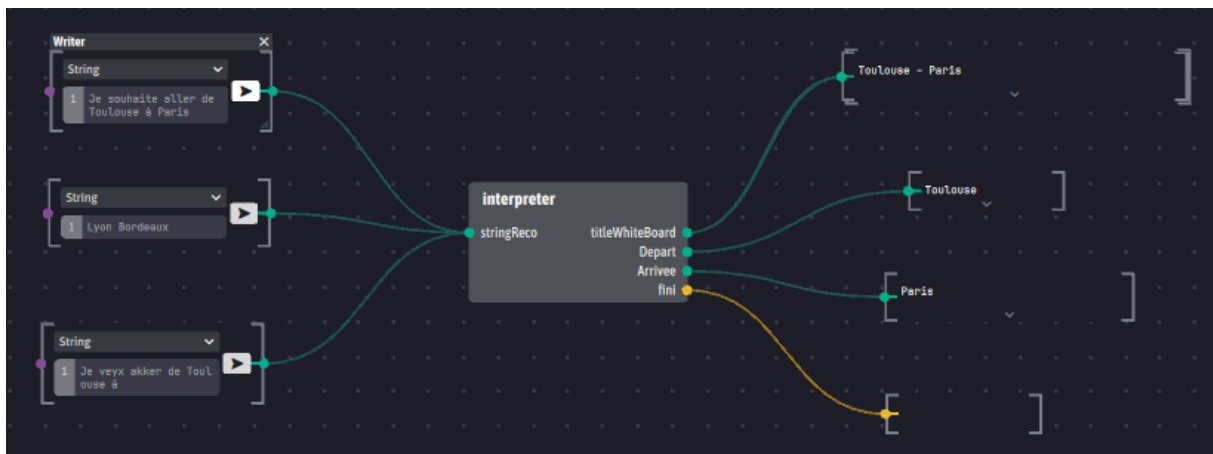 Writer ×
String
1 Je souhaite aller de
Toulouse à Paris
String
1 Lyon Bordeaux
String
1 Je veyx akker de Toul
ouse à
interpreter
stringReco
titleWhiteBoard
Depart
Arrivee
fini
Toulouse - Paris
Toulouse
Paris